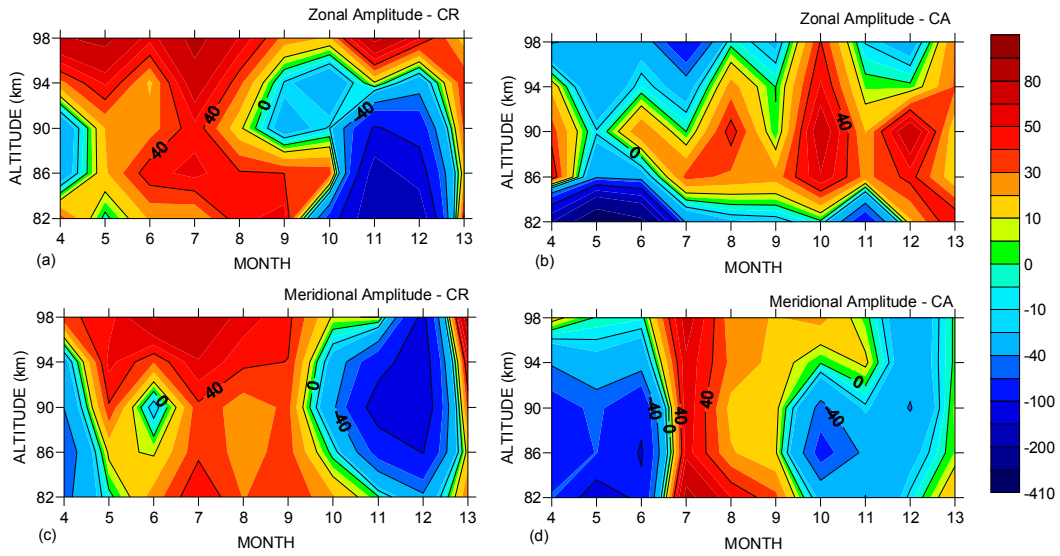 Zonal Amplitude - CR
98
94
90
86
82
ALTITUDE (km)
0
40
-40
40
4 5 6 7 8 9 10 11 12 13
(a)
MONTH
Zonal Amplitude - CA
98
94
90
86
82
ALTITUDE (km)
40
0
4 5 6 7 8 9 10 11 12 13
(b)
MONTH
80
50
30
10
0
-10
-40
-100
-200
-410
Meridional Amplitude - CR
98
94
90
86
82
ALTITUDE (km)
40
0
0
-40
4 5 6 7 8 9 10 11 12 13
(c)
MONTH
Meridional Amplitude - CA
98
94
90
86
82
ALTITUDE (km)
-40
0
40
40
0
-40
4 5 6 7 8 9 10 11 12 13
(d)
MONTH